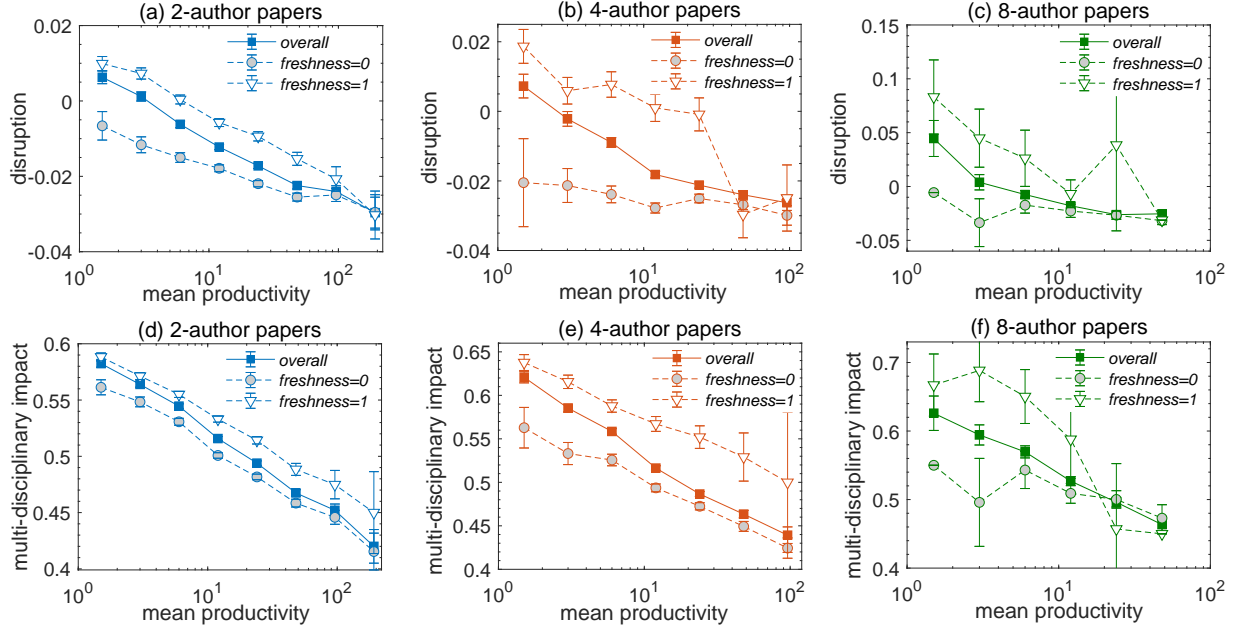 (a) 2-author papers
0.02
0
-0.02
-0.04
disruption
overall
freshness=0
freshness=1
10^0
10^1
10^2
mean productivity
(b) 4-author papers
0.02
0
-0.02
-0.04
disruption
overall
freshness=0
freshness=1
10^0
10^1
10^2
mean productivity
(c) 8-author papers
0.15
0.1
0.05
0
-0.05
disruption
overall
freshness=0
freshness=1
10^0
10^1
10^2
mean productivity
(d) 2-author papers
0.6
0.55
0.5
0.45
0.4
multi-disciplinary impact
overall
freshness=0
freshness=1
10^0
10^1
10^2
mean productivity
(e) 4-author papers
0.65
0.6
0.55
0.5
0.45
0.4
multi-disciplinary impact
overall
freshness=0
freshness=1
10^0
10^1
10^2
mean productivity
(f) 8-author papers
0.7
0.6
0.5
0.4
multi-disciplinary impact
overall
freshness=0
freshness=1
10^0
10^1
10^2
mean productivity